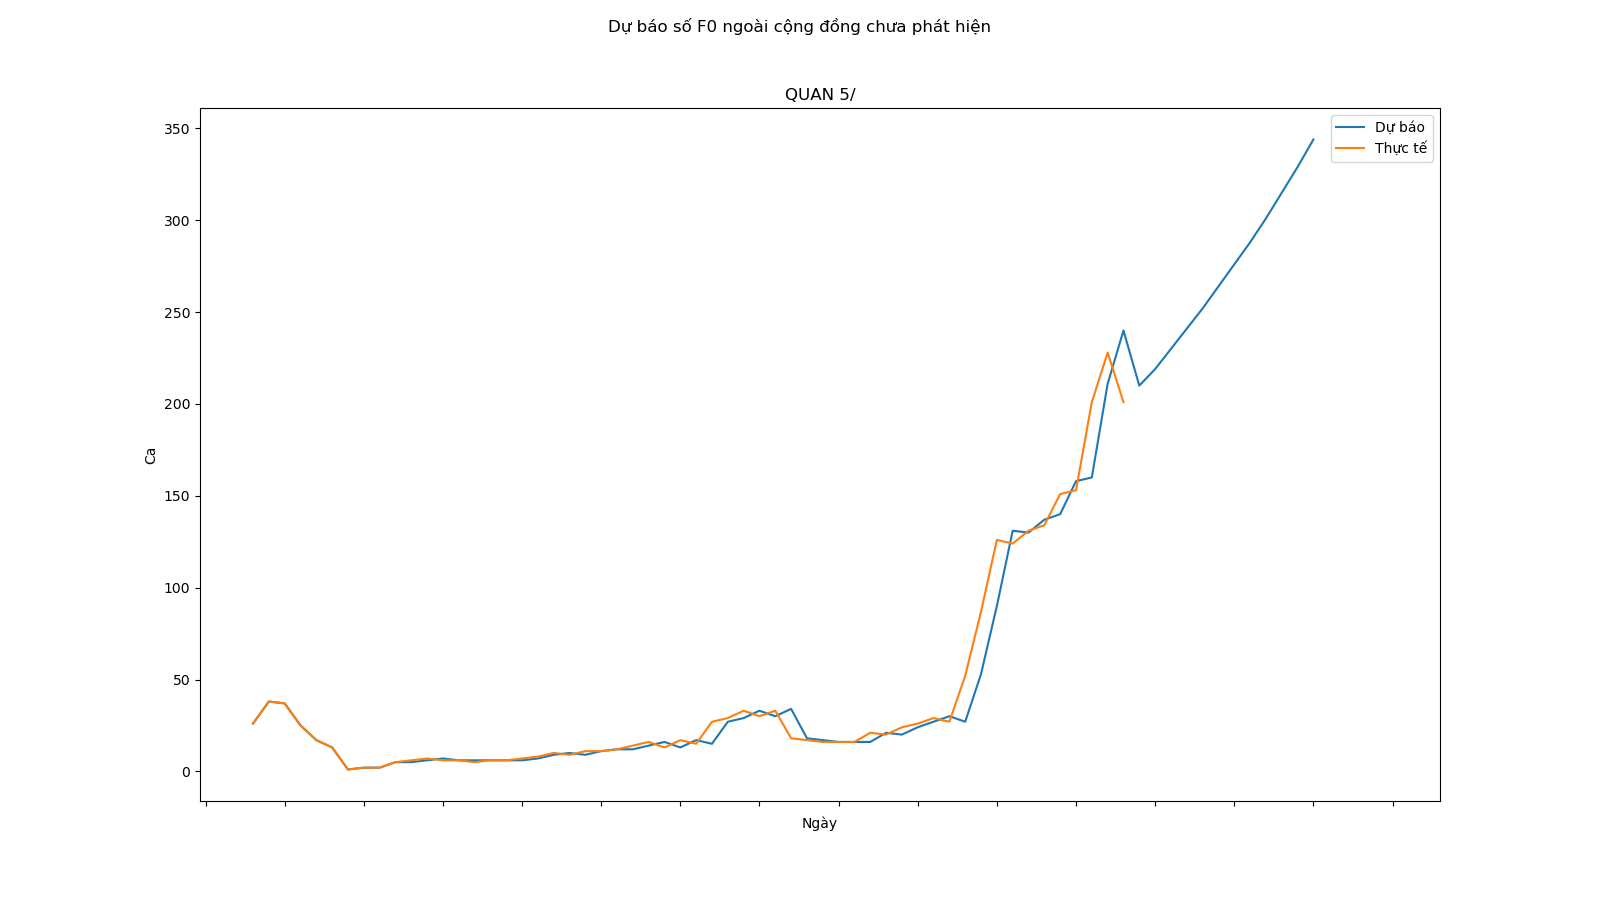 Dự báo số F0 ngoài cộng đồng chưa phát hiện
QUAN 5/
Dự báo
Thực tế
350
300
250
200
150
100
50
0
Ca
Ngày